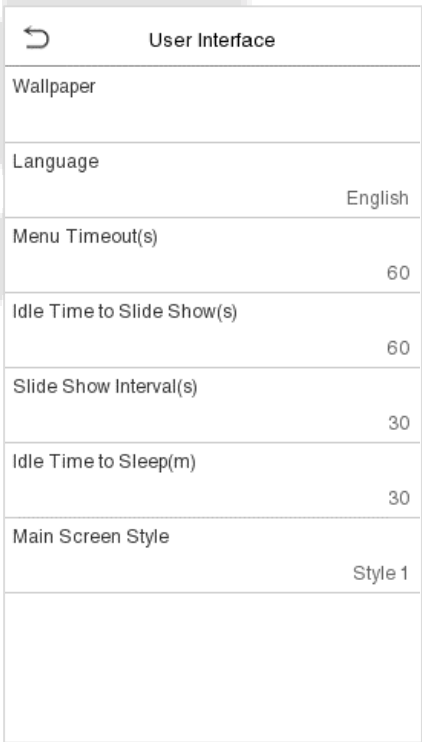 User Interface
Wallpaper
Language
English
Menu Timeout(s)
60
Idle Time to Slide Show(s)
60
Slide Show Interval(s)
30
Idle Time to Sleep(m)
30
Main Screen Style
Style 1